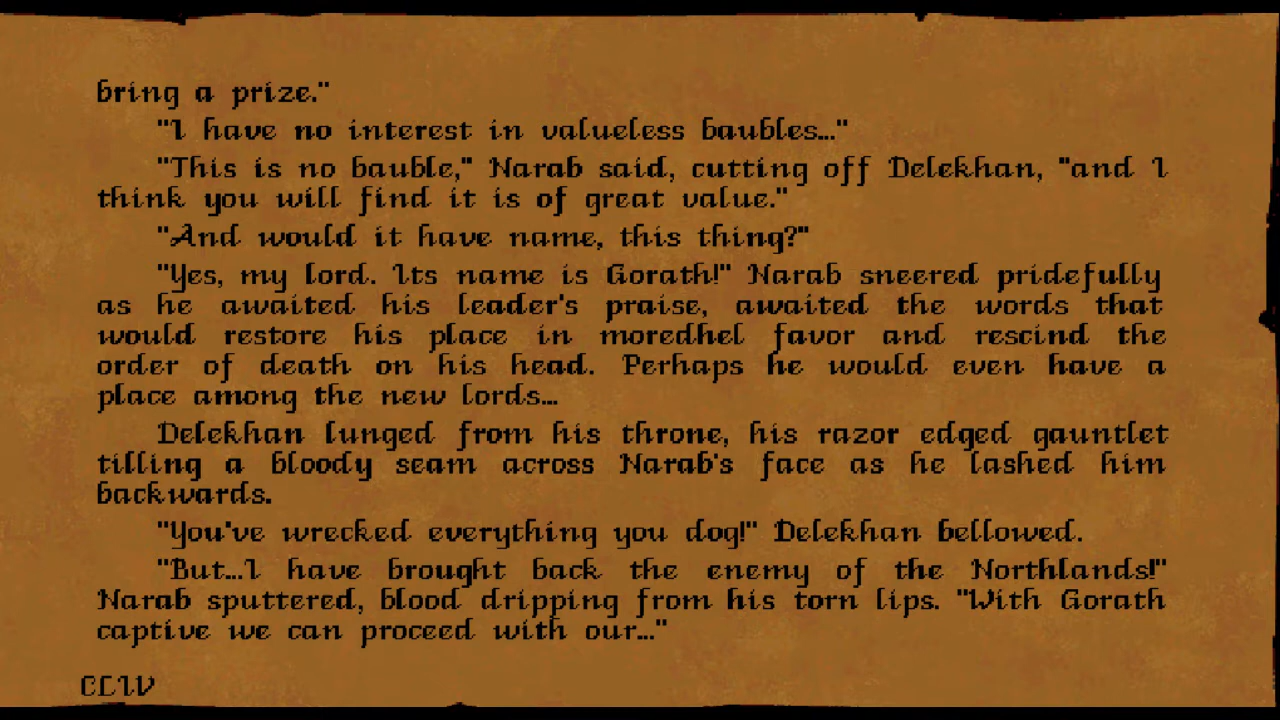 bring a prize."
"I have no interest in valueless baubles..."
"This is no bauble," Narab said, cutting off Delekhan, "and I
think you will find it is of great value."
"And would it have name, this thing?"
"Yes, my lord. Its name is Gorath!" Narab sneered pridefully
as he awaited his leader's praise, awaited the words that
would restore his place in moredhel favor and rescind the
order of death on his head. Perhaps he would even have a
place among the new lords...
Delekhan lunged from his throne, his razor edged gauntlet
tilling a bloody seam across Narab's face as he lashed him
backwards.
"You've wrecked everything you dog!" Delekhan bellowed.
"But...I have brought back the enemy of the Northlands!"
Narab sputtered, blood dripping from his torn lips. "With Gorath
captive we can proceed with our..."
CLIV